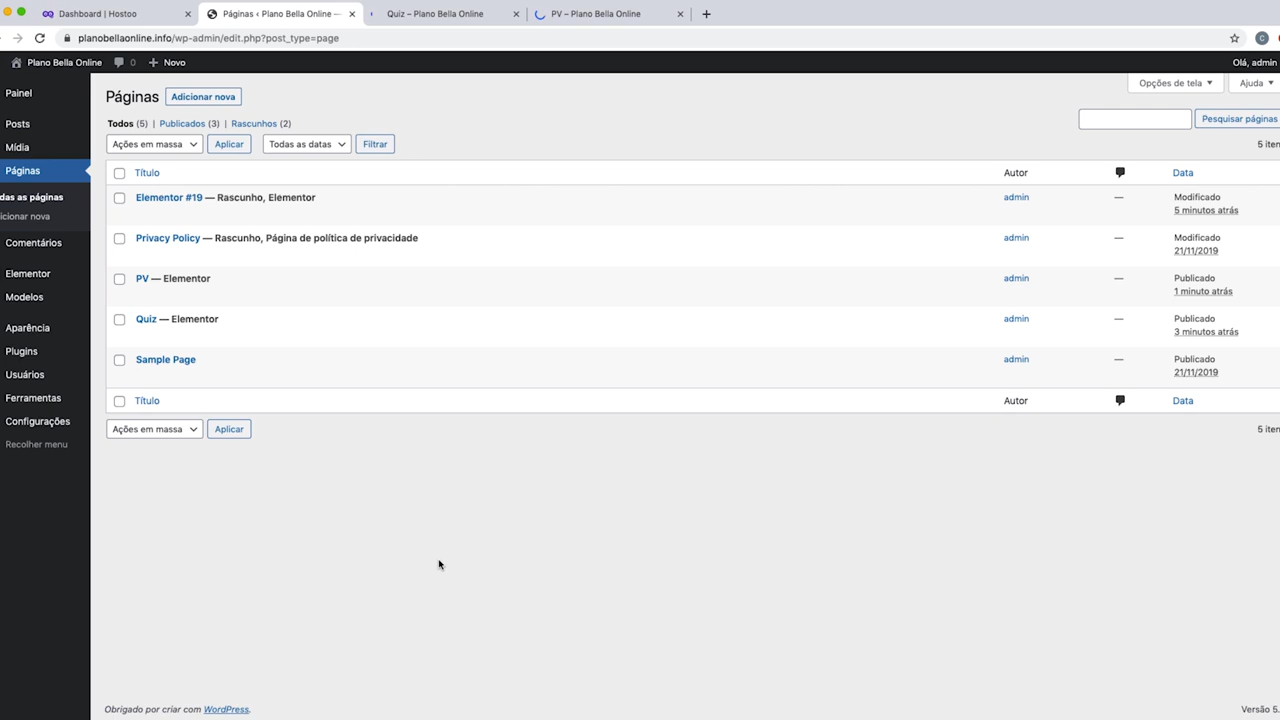 Dashboard | Hostoo
Páginas ‹ Plano Bella Online —
Quiz – Plano Bella Online
PV – Plano Bella Online
planobellaonline.info/wp-admin/edit.php?post_type=page
C
Plano Bella Online
0
Novo
Olá, admin
Painel
Posts
Mídia
Páginas
das as páginas
icionar nova
Comentários
Elementor
Modelos
Aparência
Plugins
Usuários
Ferramentas
Configurações
Recolher menu
Opções de tela
Ajuda
Páginas
Adicionar nova
Todos (5) | Publicados (3) | Rascunhos (2)
Pesquisar páginas
Ações em massa
Aplicar
Todas as datas
Filtrar
5 iten
Título
Autor
Data
Elementor #19 — Rascunho, Elementor
admin
—
Modificado
5 minutos atrás
Privacy Policy — Rascunho, Página de política de privacidade
admin
—
Modificado
21/11/2019
PV — Elementor
admin
—
Publicado
1 minuto atrás
Quiz — Elementor
admin
—
Publicado
3 minutos atrás
Sample Page
admin
—
Publicado
21/11/2019
Título
Autor
Data
Ações em massa
Aplicar
5 iten
Obrigado por criar com WordPress.
Versão 5.